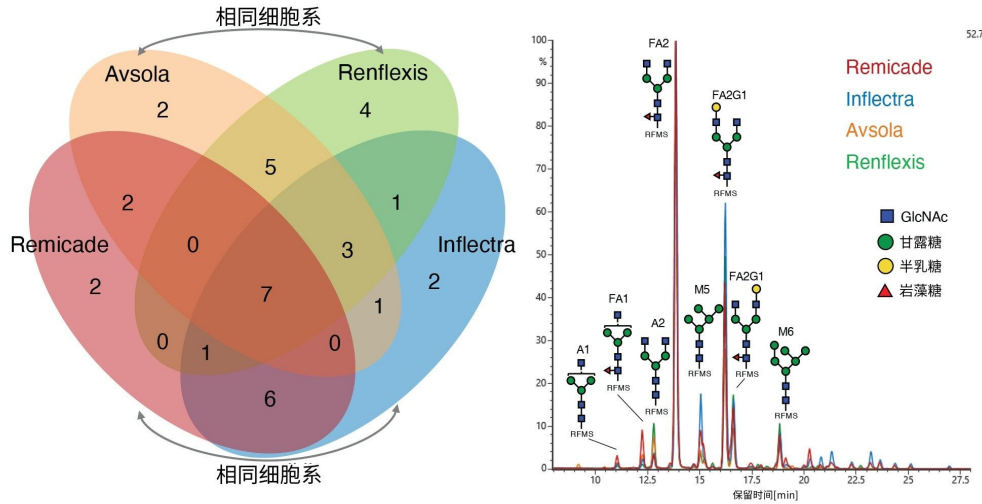 相同细胞系
Avsola
Renflexis
2
4
5
2
1
0
3
Remicade
Inflectra
2
7
2
1
0
1
0
6
相同细胞系
52.7
100
%
90
80
70
60
50
40
30
20
10
0
10
12.5
15
17.5
20
22.5
25
27.5
保留时间[min]
FA2
RFMS
FA2G1
RFMS
FA2G1
RFMS
M5
RFMS
M6
RFMS
A2
RFMS
FA1
RFMS
A1
RFMS
Remicade
Inflectra
Avsola
Renflexis
GlcNAc
甘露糖
半乳糖
岩藻糖